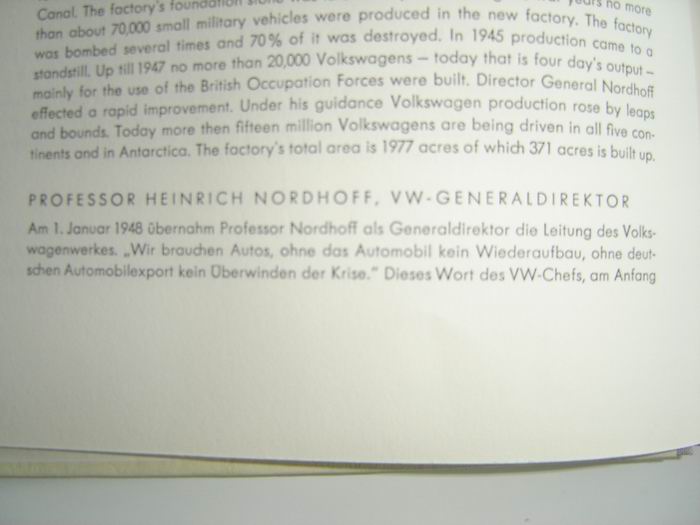 Canal. The factory's foundation years no more
than about 70,000 small military vehicles were produced in the new factory. The factory
was bombed several times and 70% of it was destroyed. In 1945 production came to a
standstill. Up till 1947 no more than 20,000 Volkswagens – today that is four day's output –
mainly for the use of the British Occupation Forces were built. Director General Nordhoff
effected a rapid improvement. Under his guidance Volkswagen production rose by leaps
and bounds. Today more then fifteen million Volkswagens are being driven in all five con-
tinents and in Antarctica. The factory's total area is 1977 acres of which 371 acres is built up.
PROFESSOR HEINRICH NORDHOFF, VW-GENERALDIREKTOR
Am 1. Januar 1948 übernahm Professor Nordhoff als Generaldirektor die Leitung des Volks-
wagenwerkes. „Wir brauchen Autos, ohne das Automobil kein Wiederaufbau, ohne deut-
schen Automobilexport kein Überwinden der Krise.“ Dieses Wort des VW-Chefs, am Anfang